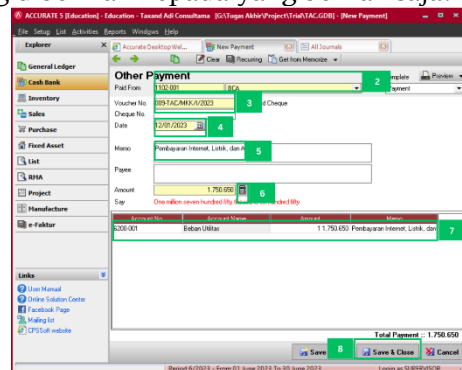 ACCURATE 5 [Education] - Education - Taxand Adi Consultama [G:\Tugas Akhir\Project\Trial\TAC.GDB] - [New Payment]
File Setup List Activities Reports Windows Help
Explorer
Accurate Desktop Wel...
New Payment
All Journals
General Ledger
Cash Bank
Inventory
Sales
Purchase
Fixed Asset
List
RMA
Project
Manufacture
e-Faktur
Clear Recurring Get from Memorize
Other Payment
Preview
Paid From 1102-001 BCA 2
Payment
Voucher No. 009-TAC/MKK/I/2023 3 d Cheque
Cheque No.
Date 12/01/2023 4
Memo Pembayaran Internet, Listrik, dan A 5
Payee
Amount 1.750.650 6
Say One million seven hundred fifty
Account No. Account Name Amount Memo
6200-001 Beban Utilitas 1 1.750.650 Pembayaran Internet, Listrik, dan 7
Links
User Manual
Online Solution Center
Facebook Page
Mailing list
CPSSoft website
Total Payment :: 1.750.650
Save 8 Save & Close Cancel
Period 6/2023 - From 01 June 2023 To 30 June 2023 Login as SUPERVISOR